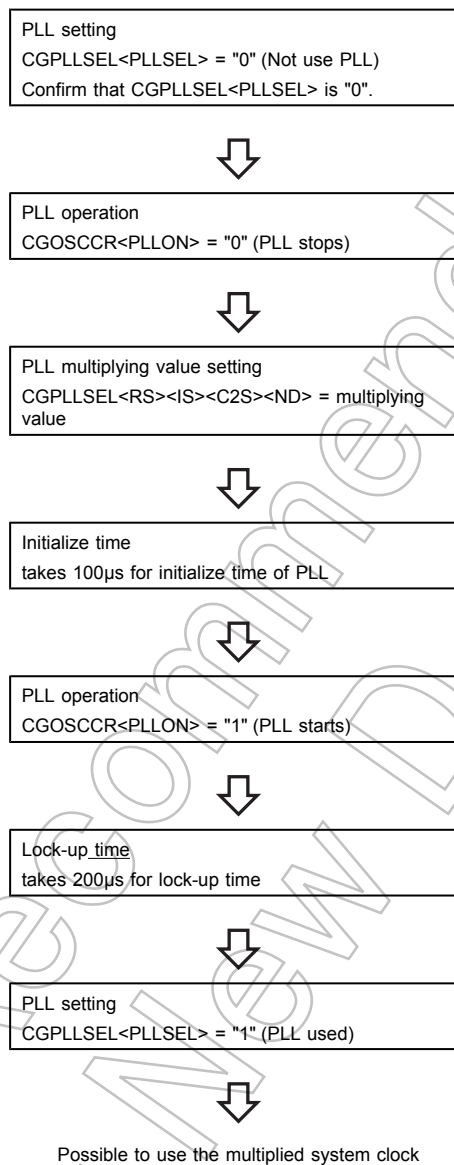 PLL setting
CGPLLSEL<PLLSEL> = "0" (Not use PLL)
Confirm that CGPLLSEL<PLLSEL> is "0".
PLL operation
CGOSCCR<PLLON> = "0" (PLL stops)
PLL multiplying value setting
CGPLLSEL<RS><IS><C2S><ND> = multiplying
value
Initialize time
takes 100μs for initialize time of PLL
PLL operation
CGOSCCR<PLLON> = "1" (PLL starts)
Lock-up time
takes 200μs for lock-up time
PLL setting
CGPLLSEL<PLLSEL> = "1" (PLL used)
Possible to use the multiplied system clock